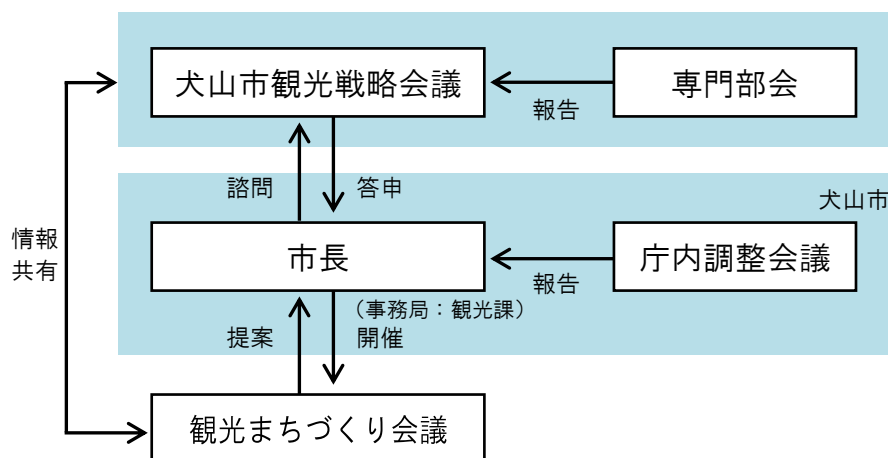 犬山市観光戦略会議
専門部会
報告
諮問
答申
犬山市
情報
共有
市長
庁内調整会議
報告
（事務局：観光課）
提案
開催
観光まちづくり会議